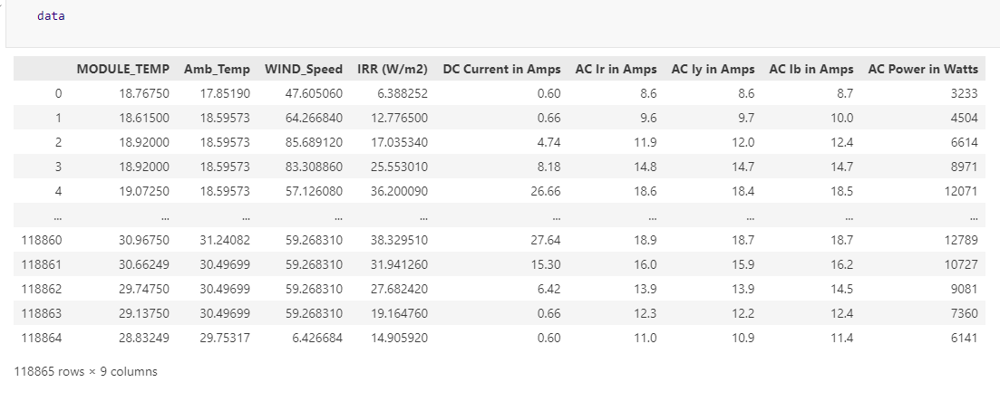 data
MODULE_TEMP Amb_Temp WIND_Speed IRR (W/m2) DC Current in Amps AC Ir in Amps AC Iy in Amps AC Ib in Amps AC Power in Watts
0 18.76750 17.85190 47.605060 6.388252 0.60 8.6 8.6 8.7 3233
1 18.61500 18.59573 64.266840 12.776500 0.66 9.6 9.7 10.0 4504
2 18.92000 18.59573 85.689120 17.035340 4.74 11.9 12.0 12.4 6614
3 18.92000 18.59573 83.308860 25.553010 8.18 14.8 14.7 14.7 8971
4 19.07250 18.59573 57.126080 36.200090 26.66 18.6 18.4 18.5 12071
... ... ... ... ... ... ... ... ... ...
118860 30.96750 31.24082 59.268310 38.329510 27.64 18.9 18.7 18.7 12789
118861 30.66249 30.49699 59.268310 31.941260 15.30 16.0 15.9 16.2 10727
118862 29.74750 30.49699 59.268310 27.682420 6.42 13.9 13.9 14.5 9081
118863 29.13750 30.49699 59.268310 19.164760 0.66 12.3 12.2 12.4 7360
118864 28.83249 29.75317 6.426684 14.905920 0.60 11.0 10.9 11.4 6141
118865 rows × 9 columns